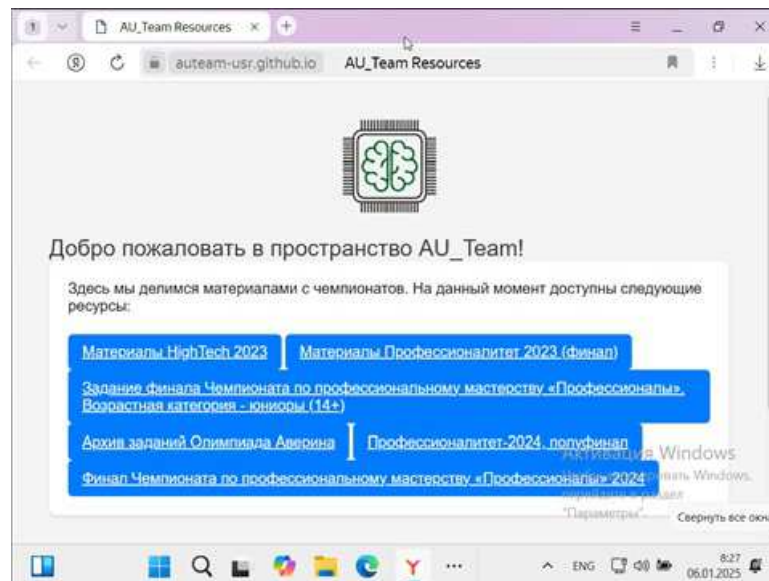 1
AU_Team Resources
auteam-usr.github.io AU_Team Resources
Добро пожаловать в пространство AU_Team!
Здесь мы делимся материалами с чемпионатов. На данный момент доступны следующие
ресурсы:
Материалы HighTech 2023
Материалы Профессионалитет 2023 (финал)
Задание финала Чемпионата по профессиональному мастерству «Профессионалы».
Возрастная категория - юниоры (14+)
Архив заданий Олимпиада Аверина
Профессионалитет-2024, полуфинал
Финал Чемпионата по профессиональному мастерству «Профессионалы» 2024
Активация Windows
Windows,
"Параметры".
Свернуть все окна
ENG
8:27
06.01.2025